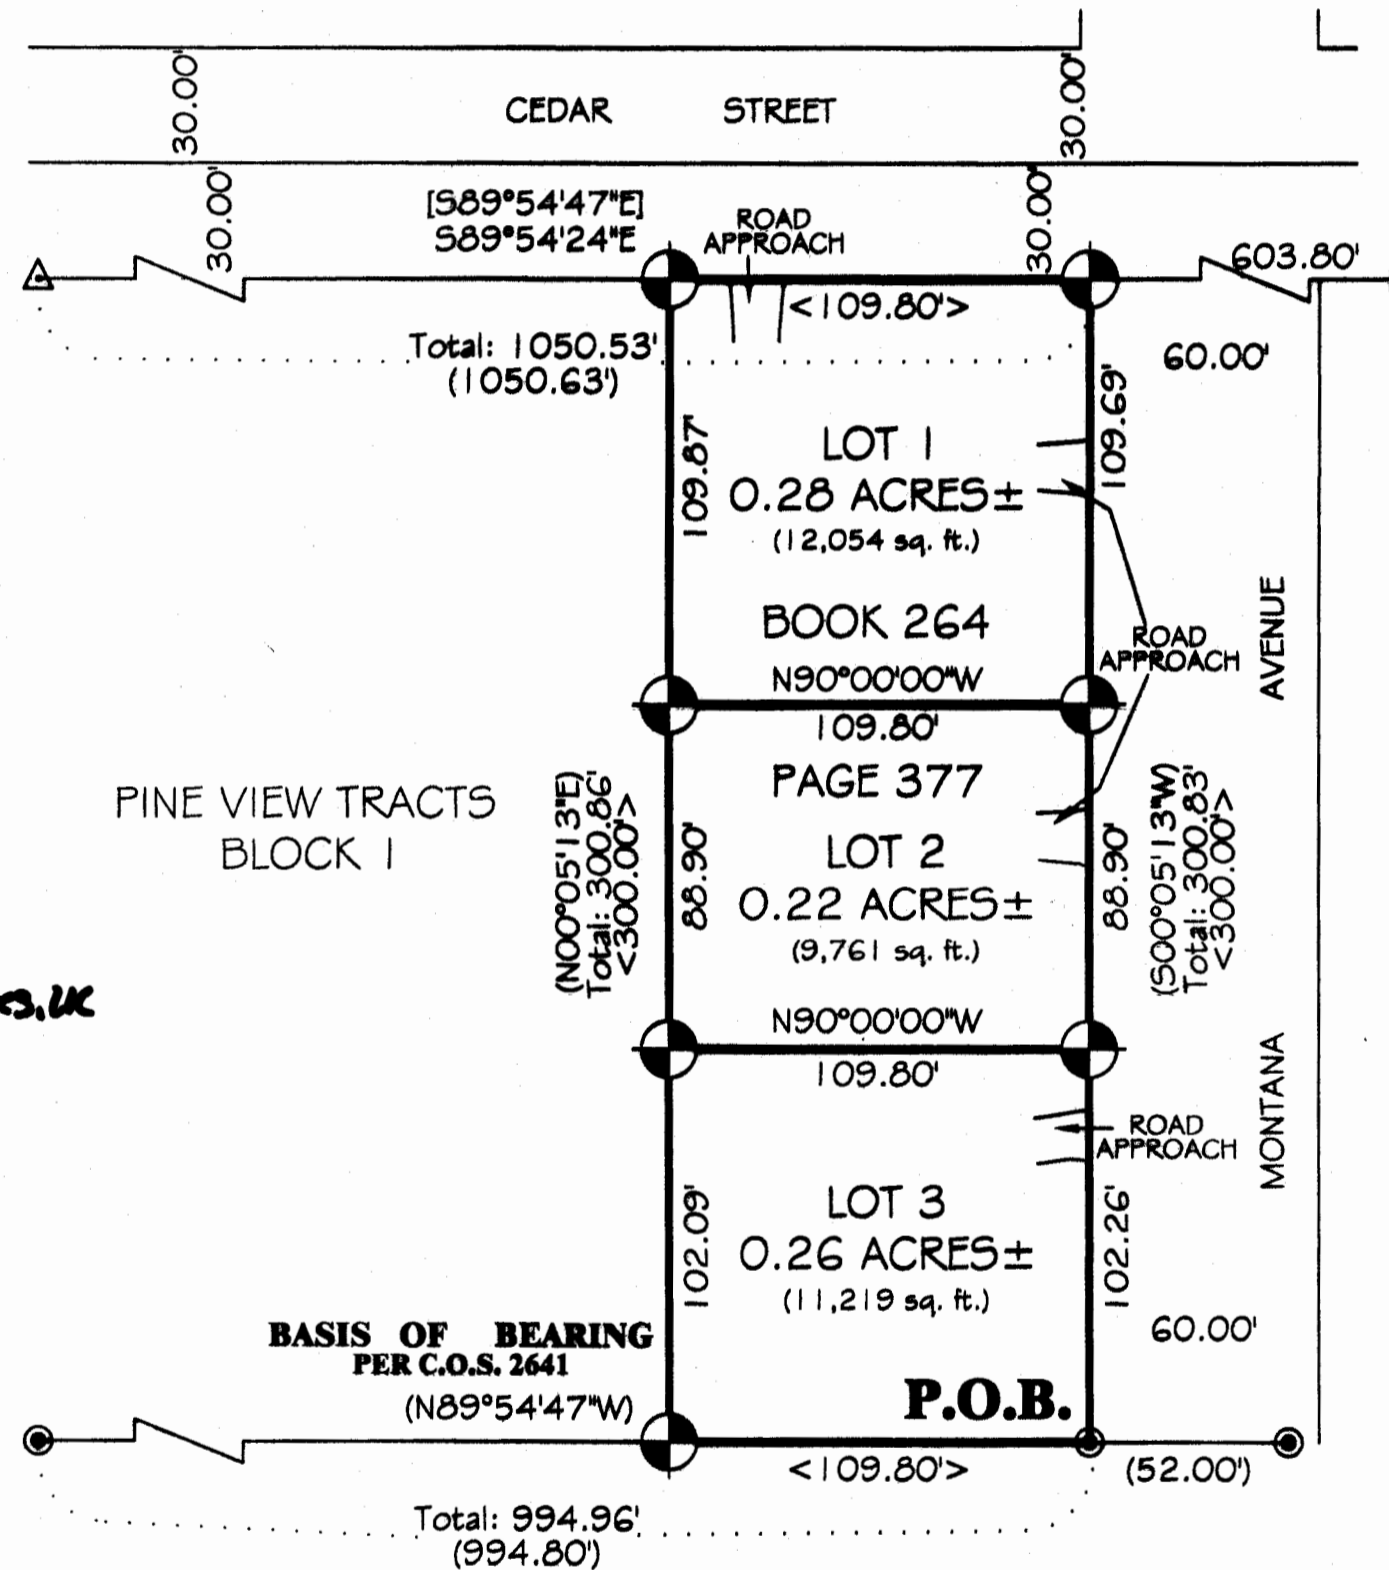 30.00'
30.00'
CEDAR STREET
30.00'
30.00'
[S89°54'47"E]
S89°54'24"E
ROAD
APPROACH
603.80'
<109.80'>
Total: 1050.53'
(1050.63')
60.00'
109.87'
109.69'
LOT 1
0.28 ACRES±
(12,054 sq. ft.)
BOOK 264
ROAD
APPROACH
AVENUE
N90°00'00"W
109.80'
PAGE 377
PINE VIEW TRACTS
BLOCK 1
(N00°05'13"E)
Total: 300.86'
<300.00'>
88.90'
LOT 2
0.22 ACRES±
(9,761 sq. ft.)
88.90'
(S00°05'13"W)
Total: 300.83'
<300.00'>
N90°00'00"W
109.80'
ROAD
APPROACH
MONTANA
102.09'
LOT 3
0.26 ACRES±
(11,219 sq. ft.)
102.26'
60.00'
BASIS OF BEARING
PER C.O.S. 2641
(N89°54'47"W)
P.O.B.
<109.80'>
(52.00')
Total: 994.96'
(994.80')